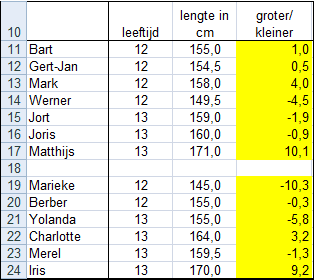 lengte in groter/
10 leeftijd cm kleiner
11 Bart 12 155,0 1,0
12 Gert-Jan 12 154,5 0,5
13 Mark 12 158,0 4,0
14 Werner 12 149,5 -4,5
15 Jort 13 159,0 -1,9
16 Joris 13 160,0 -0,9
17 Matthijs 13 171,0 10,1
18
19 Marieke 12 145,0 -10,3
20 Berber 12 155,0 -0,3
21 Yolanda 13 155,0 -5,8
22 Charlotte 13 164,0 3,2
23 Merel 13 159,5 -1,3
24 Iris 13 170,0 9,2